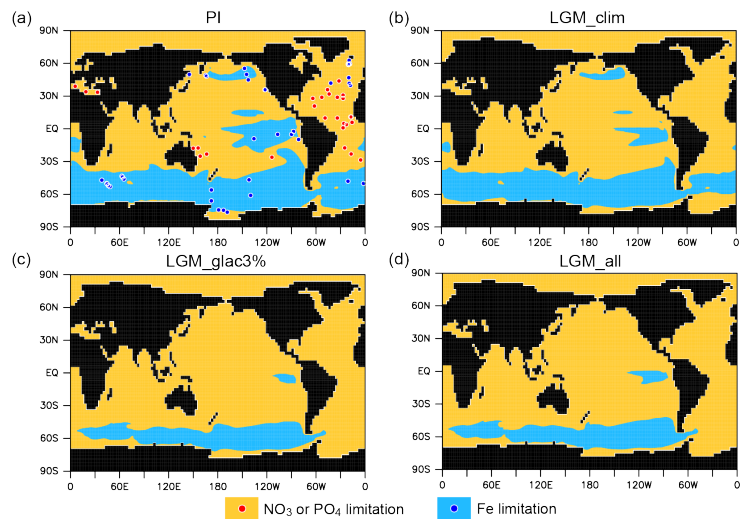 (a) PI
(b) LGM_clim
90N 90N
60N 60N
30N 30N
EQ EQ
30S 30S
60S 60S
90S 90S
0 60E 120E 180 120W 60W 0
0 60E 120E 180 120W 60W 0
(c) LGM_glac3%
(d) LGM_all
90N 90N
60N 60N
30N 30N
EQ EQ
30S 30S
60S 60S
90S 90S
0 60E 120E 180 120W 60W 0
0 60E 120E 180 120W 60W 0
NO₃ or PO₄ limitation
Fe limitation